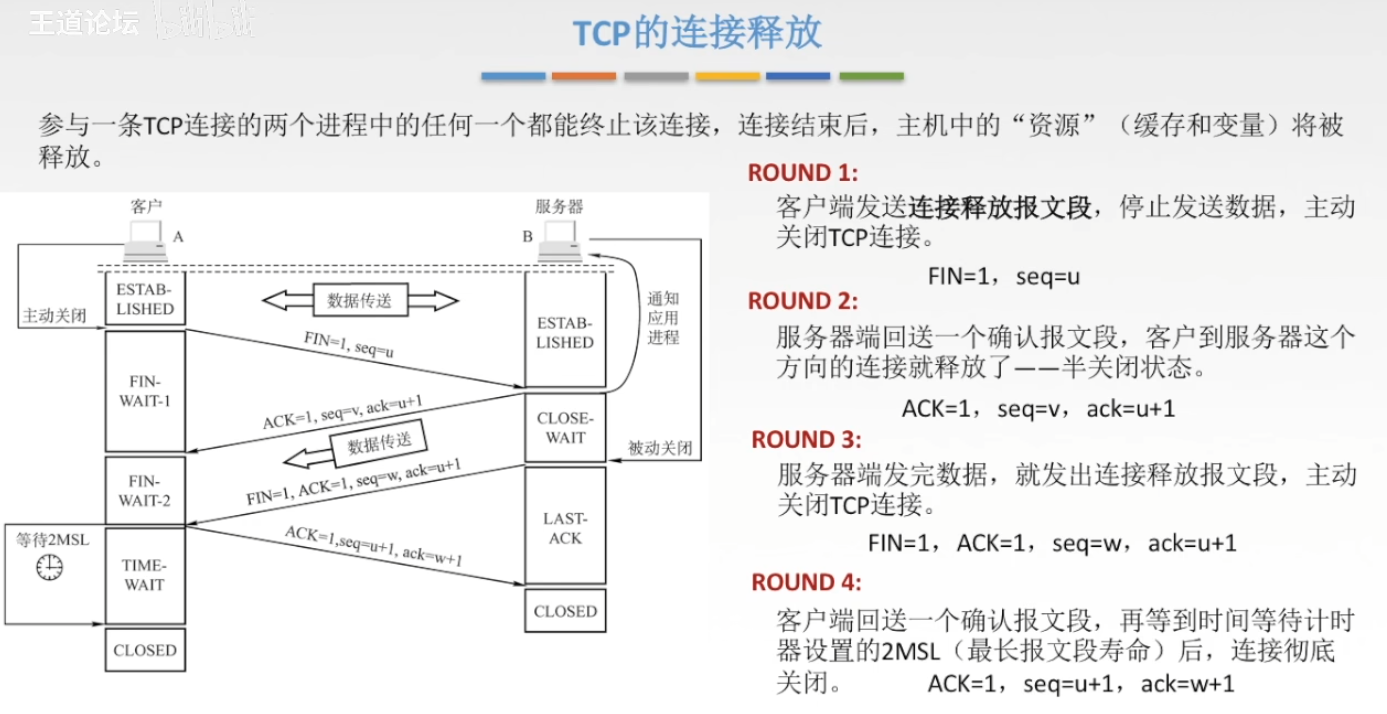 王道论坛
TCP的连接释放
参与一条TCP连接的两个进程中的任何一个都能终止该连接，连接结束后，主机中的“资源”（缓存和变量）将被
释放。
客户
服务器
A
B
ESTAB-
LISHED
主动关闭
数据传送
ESTAB-
LISHED
通知
应用
进程
FIN=1, seq=u
FIN-
WAIT-1
ACK=1, seq=v, ack=u+1
CLOSE-
WAIT
数据传送
被动关闭
FIN-
WAIT-2
FIN=1, ACK=1, seq=w, ack=u+1
LAST-
ACK
ACK=1,seq=u+1, ack=w+1
等待2MSL
TIME-
WAIT
CLOSED
CLOSED
ROUND 1:
客户端发送连接释放报文段，停止发送数据，主动
关闭TCP连接。
FIN=1，seq=u
ROUND 2:
服务器端回送一个确认报文段，客户到服务器这个
方向的连接就释放了——半关闭状态。
ACK=1，seq=v，ack=u+1
ROUND 3:
服务器端发完数据，就发出连接释放报文段，主动
关闭TCP连接。
FIN=1，ACK=1，seq=w，ack=u+1
ROUND 4:
客户端回送一个确认报文段，再等到时间等待计时
器设置的2MSL（最长报文段寿命）后，连接彻底
关闭。 ACK=1，seq=u+1，ack=w+1